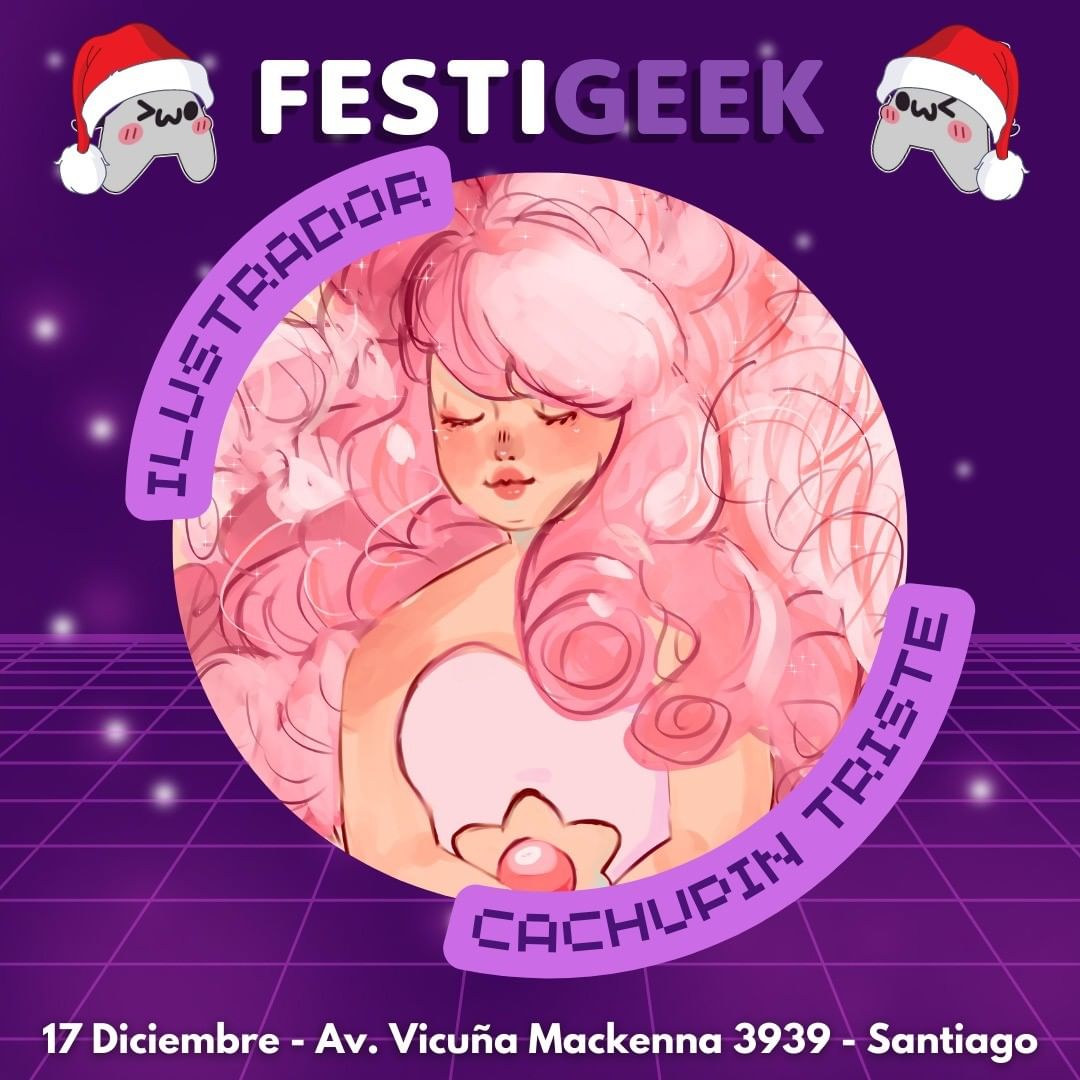 FESTIGEEK
ILUSTRADOR
CACHUPIN TRISTE
17 Diciembre - Av. Vicuña Mackenna 3939 - Santiago